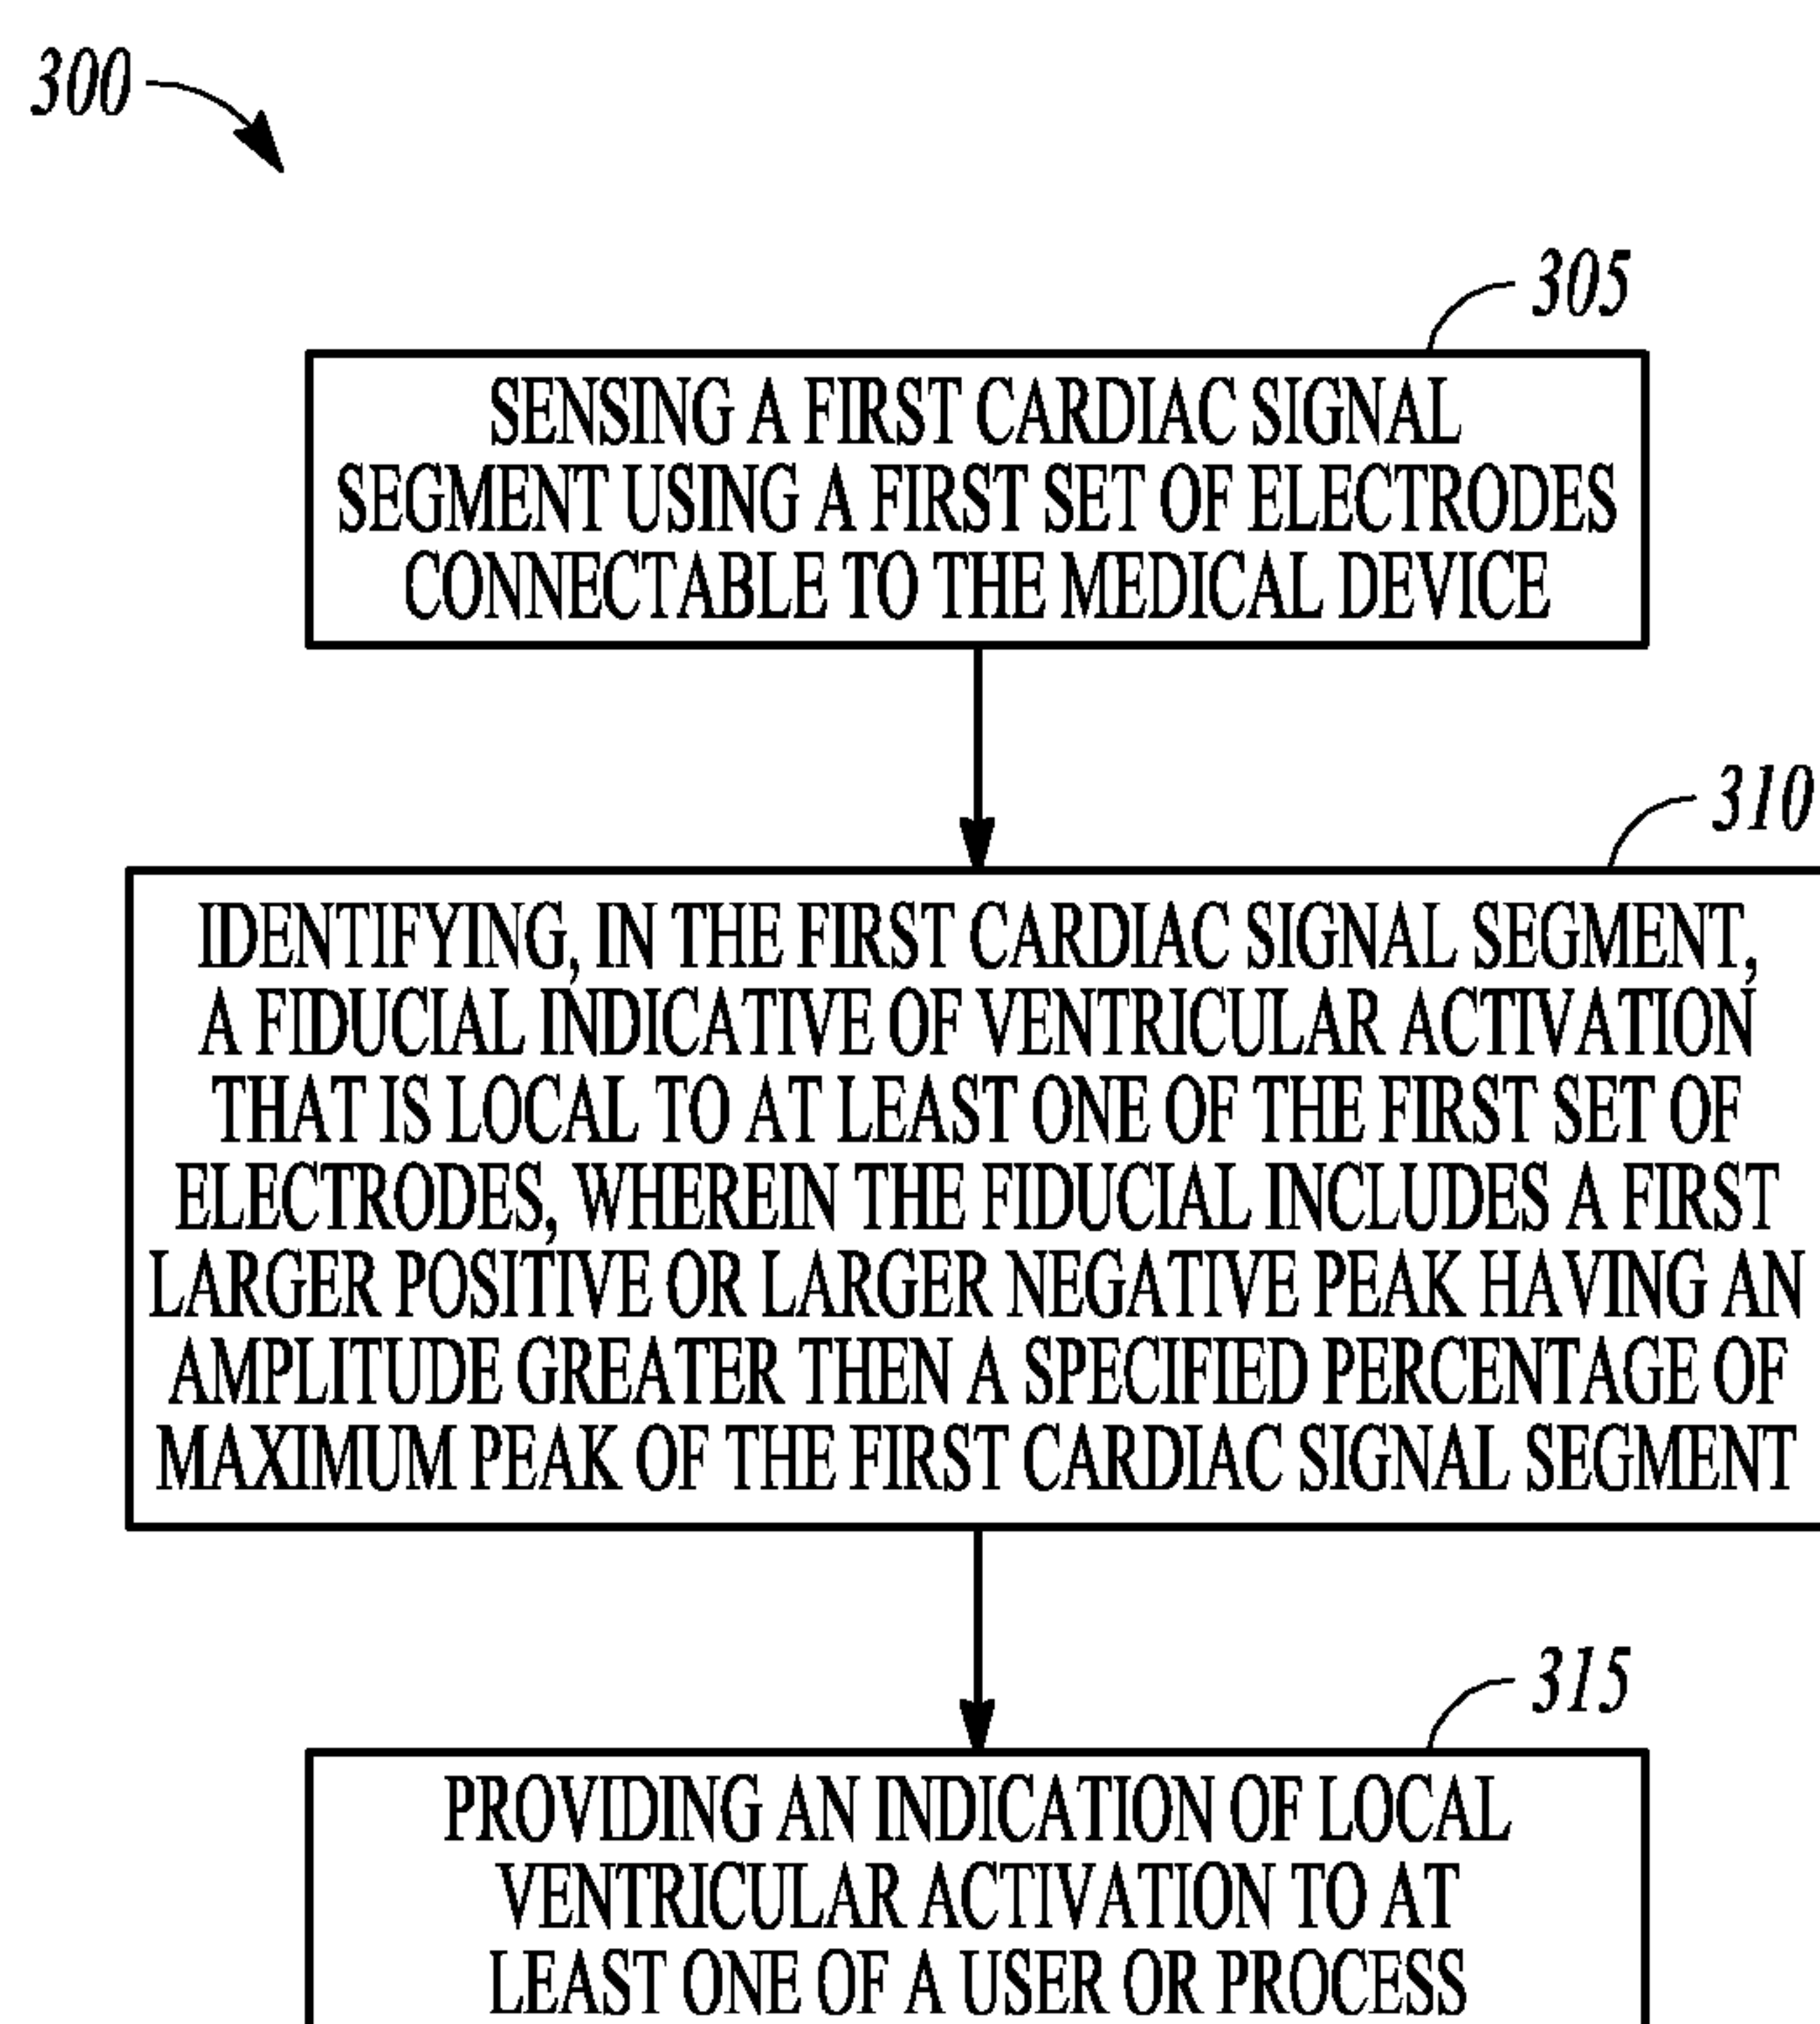 300
305
SENSING A FIRST CARDIAC SIGNAL
SEGMENT USING A FIRST SET OF ELECTRODES
CONNECTABLE TO THE MEDICAL DEVICE
310
IDENTIFYING, IN THE FIRST CARDIAC SIGNAL SEGMENT,
A FIDUCIAL INDICATIVE OF VENTRICULAR ACTIVATION
THAT IS LOCAL TO AT LEAST ONE OF THE FIRST SET OF
ELECTRODES, WHEREIN THE FIDUCIAL INCLUDES A FIRST
LARGER POSITIVE OR LARGER NEGATIVE PEAK HAVING AN
AMPLITUDE GREATER THEN A SPECIFIED PERCENTAGE OF
MAXIMUM PEAK OF THE FIRST CARDIAC SIGNAL SEGMENT
315
PROVIDING AN INDICATION OF LOCAL
VENTRICULAR ACTIVATION TO AT
LEAST ONE OF A USER OR PROCESS